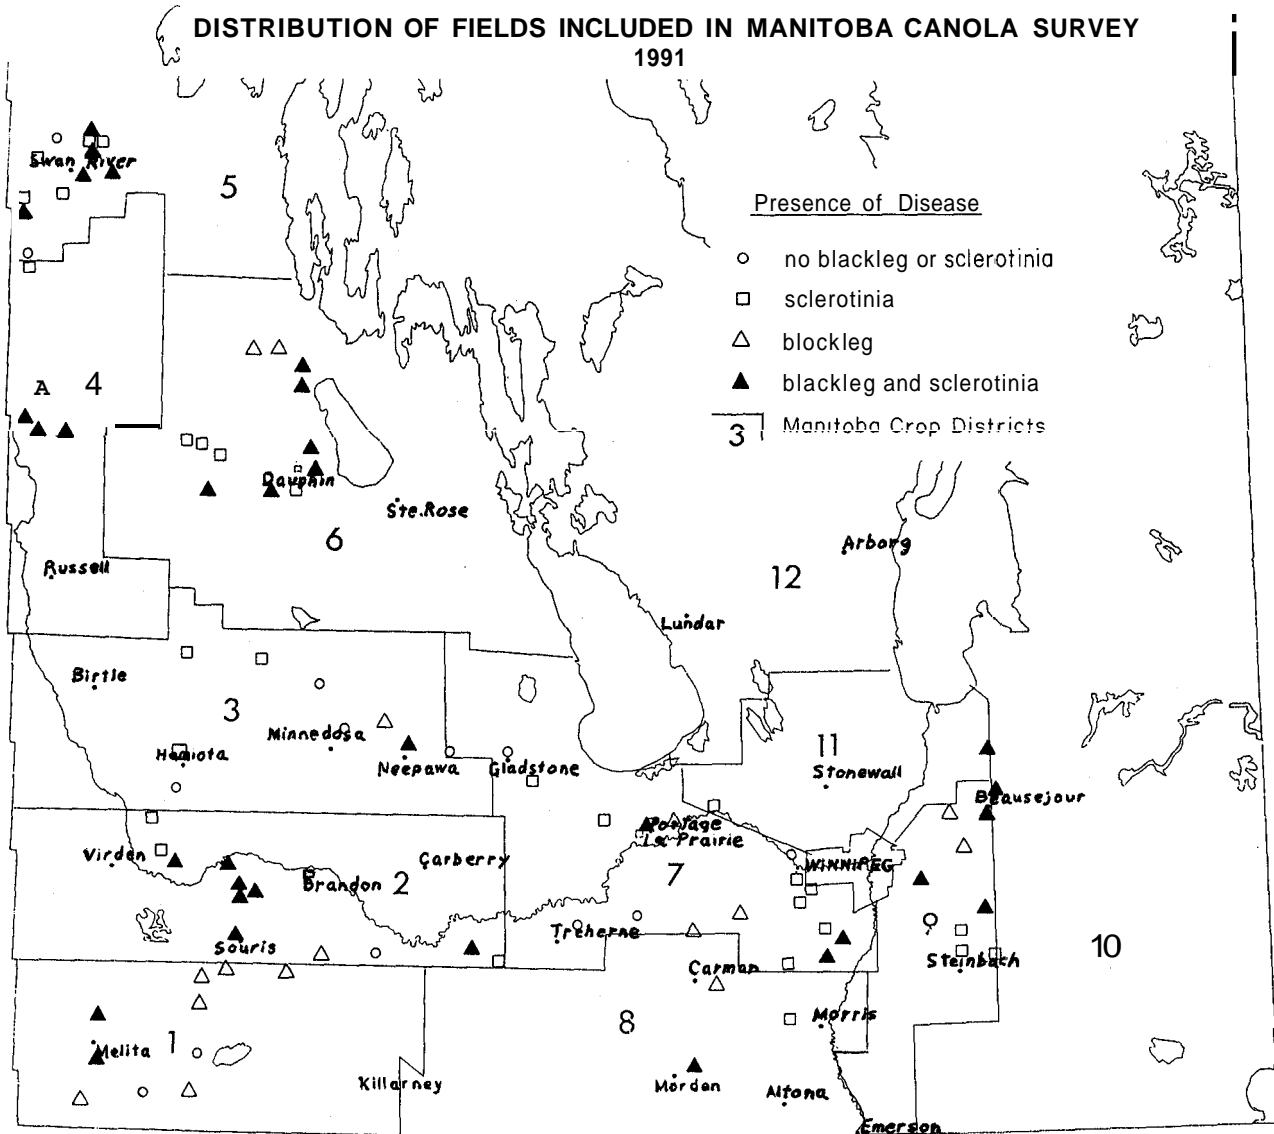 DISTRIBUTION OF FIELDS INCLUDED IN MANITOBA CANOLA SURVEY
1991
Swan River
5
Presence of Disease
no blackleg or sclerotinia
sclerotinia
blockleg
blackleg and sclerotinia
3 Manitoba Crop Districts
A 4
Dauphin
Ste.Rose
6
Arborg
Russell
12
Lundar
Birtle
3
Minnedosa
Hamiota
Neepawa
Gladstone
11
Stonewall
Beausejour
Portage
La Prairie
Virden
Carberry
Brandon 2
7
WINNIPEG
9
Souris
Treherne
Carman
Steinbach
10
8
Morris
1
Melita
Killarney
Morden
Altona
Emerson